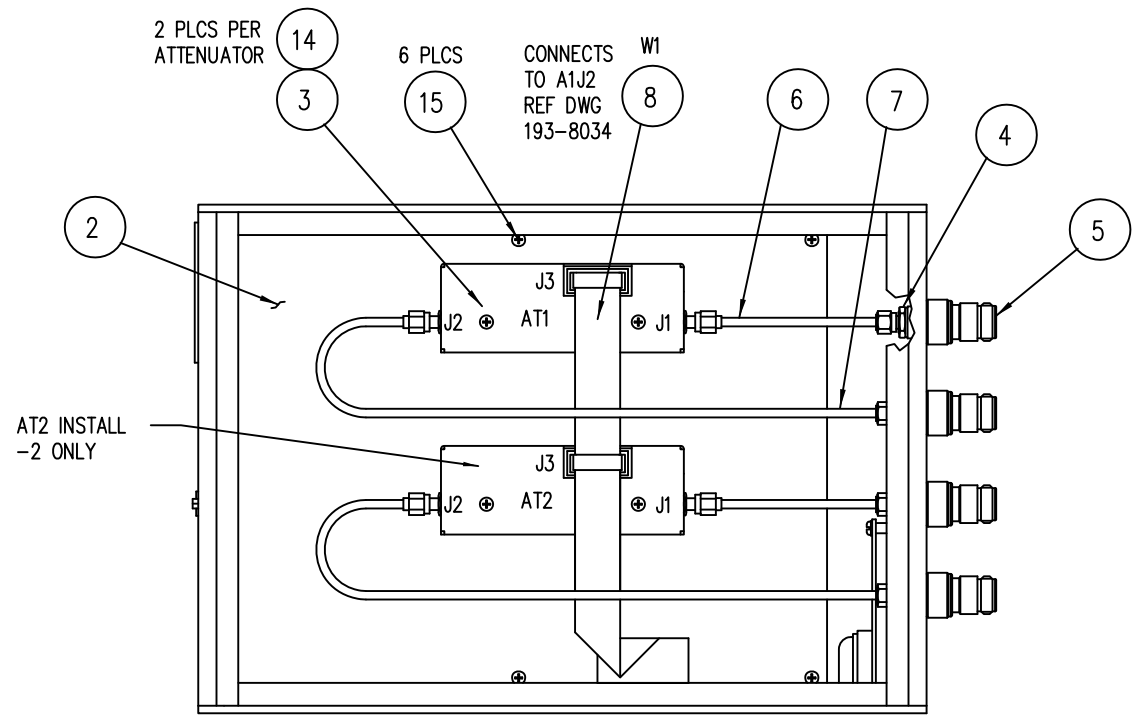 2 PLCS PER
ATTENUATOR
14
3
6 PLCS
15
CONNECTS
TO A1J2
REF DWG
193-8034
W1
8
6
7
4
2
5
J3
J2
AT1
J1
AT2 INSTALL
-2 ONLY
J3
J2
AT2
J1